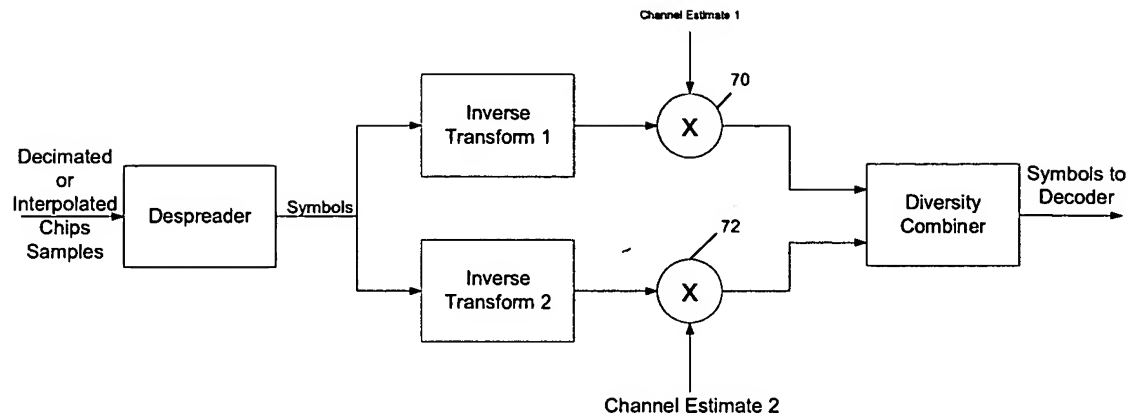 Channel Estimate 1
70
Inverse
Transform 1
X
Decimated
or
Interpolated
Chips
Samples
Despreader
Symbols
Diversity
Combiner
Symbols to
Decoder
72
Inverse
Transform 2
X
Channel Estimate 2